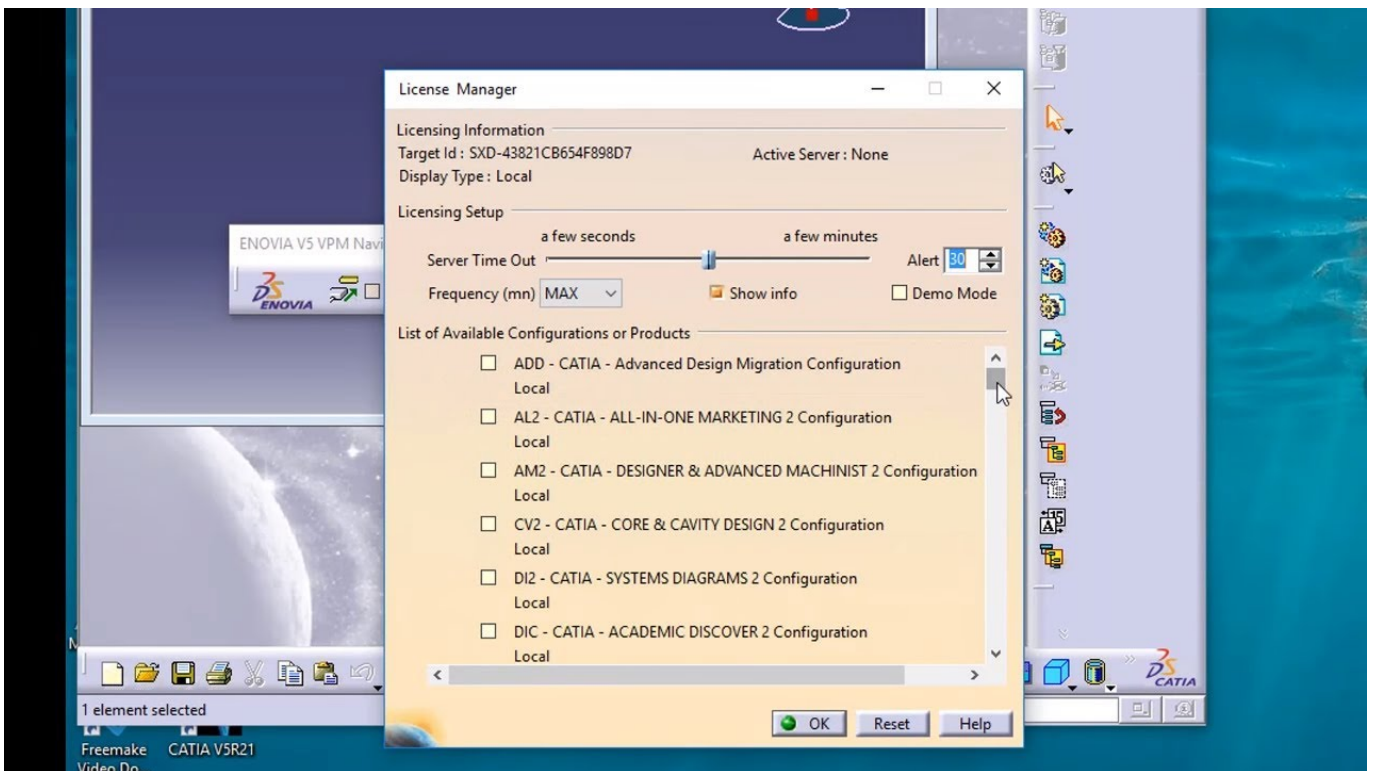 License Manager
Licensing Information
Target Id : SXD-43821CB654F898D7
Active Server : None
Display Type : Local
Licensing Setup
a few seconds
a few minutes
Server Time Out
Alert 30
Frequency (mn) MAX
Show info
Demo Mode
List of Available Configurations or Products
ADD - CATIA - Advanced Design Migration Configuration
Local
AL2 - CATIA - ALL-IN-ONE MARKETING 2 Configuration
Local
AM2 - CATIA - DESIGNER & ADVANCED MACHINIST 2 Configuration
Local
CV2 - CATIA - CORE & CAVITY DESIGN 2 Configuration
Local
DI2 - CATIA - SYSTEMS DIAGRAMS 2 Configuration
Local
DIC - CATIA - ACADEMIC DISCOVER 2 Configuration
Local
OK
Reset
Help
ENOVIA V5 VPM Navi
ENOVIA
CATIA
1 element selected
Freemake
Video Do...
CATIA V5R21